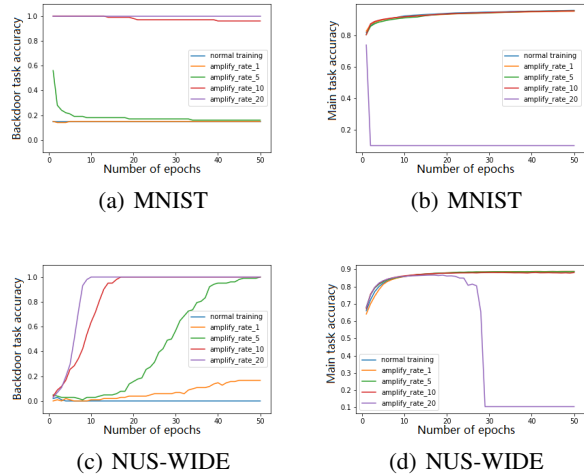 Backdoor task accuracy
1.0
0.8
0.6
0.4
0.2
0.0
normal training
amplify_rate_1
amplify_rate_5
amplify_rate_10
amplify_rate_20
0 10 20 30 40 50
Number of epochs
(a) MNIST
Main task accuracy
1.0
0.8
0.6
0.4
0.2
normal training
amplify_rate_1
amplify_rate_5
amplify_rate_10
amplify_rate_20
0 10 20 30 40 50
Number of epochs
(b) MNIST
Backdoor task accuracy
1.0
0.8
0.6
0.4
0.2
0.0
normal training
amplify_rate_1
amplify_rate_5
amplify_rate_10
amplify_rate_20
0 10 20 30 40 50
Number of epochs
(c) NUS-WIDE
Main task accuracy
0.9
0.8
0.7
0.6
0.5
0.4
0.3
0.2
0.1
normal training
amplify_rate_1
amplify_rate_5
amplify_rate_10
amplify_rate_20
0 10 20 30 40 50
Number of epochs
(d) NUS-WIDE